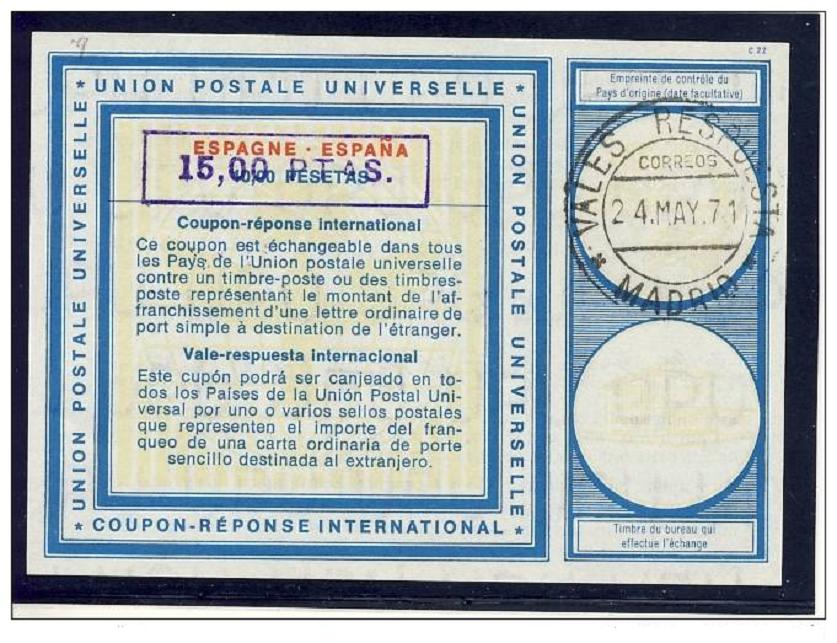 C 22
* UNION POSTALE UNIVERSELLE *
UNION POSTALE UNIVERSELLE
UNION POSTALE UNIVERSELLE
ESPAGNE · ESPAÑA
15,00 PTAS.
10,00 PESETAS
Coupon-réponse international
Ce coupon est échangeable dans tous
les Pays de l'Union postale universelle
contre un timbre-poste ou des timbres-
poste représentant le montant de l'af-
franchissement d'une lettre ordinaire de
port simple à destination de l'étranger.
Vale-respuesta internacional
Este cupón podrá ser canjeado en to-
dos los Países de la Unión Postal Uni-
versal por uno o varios sellos postales
que representen el importe del fran-
queo de una carta ordinaria de porte
sencillo destinada al extranjero.
* COUPON-RÉPONSE INTERNATIONAL *
Empreinte de contrôle du
Pays d'origine (date facultative)
* VALES RESPUESTA *
CORREOS
24.MAY.71
MADRID
Timbre du bureau qui
effectue l'échange